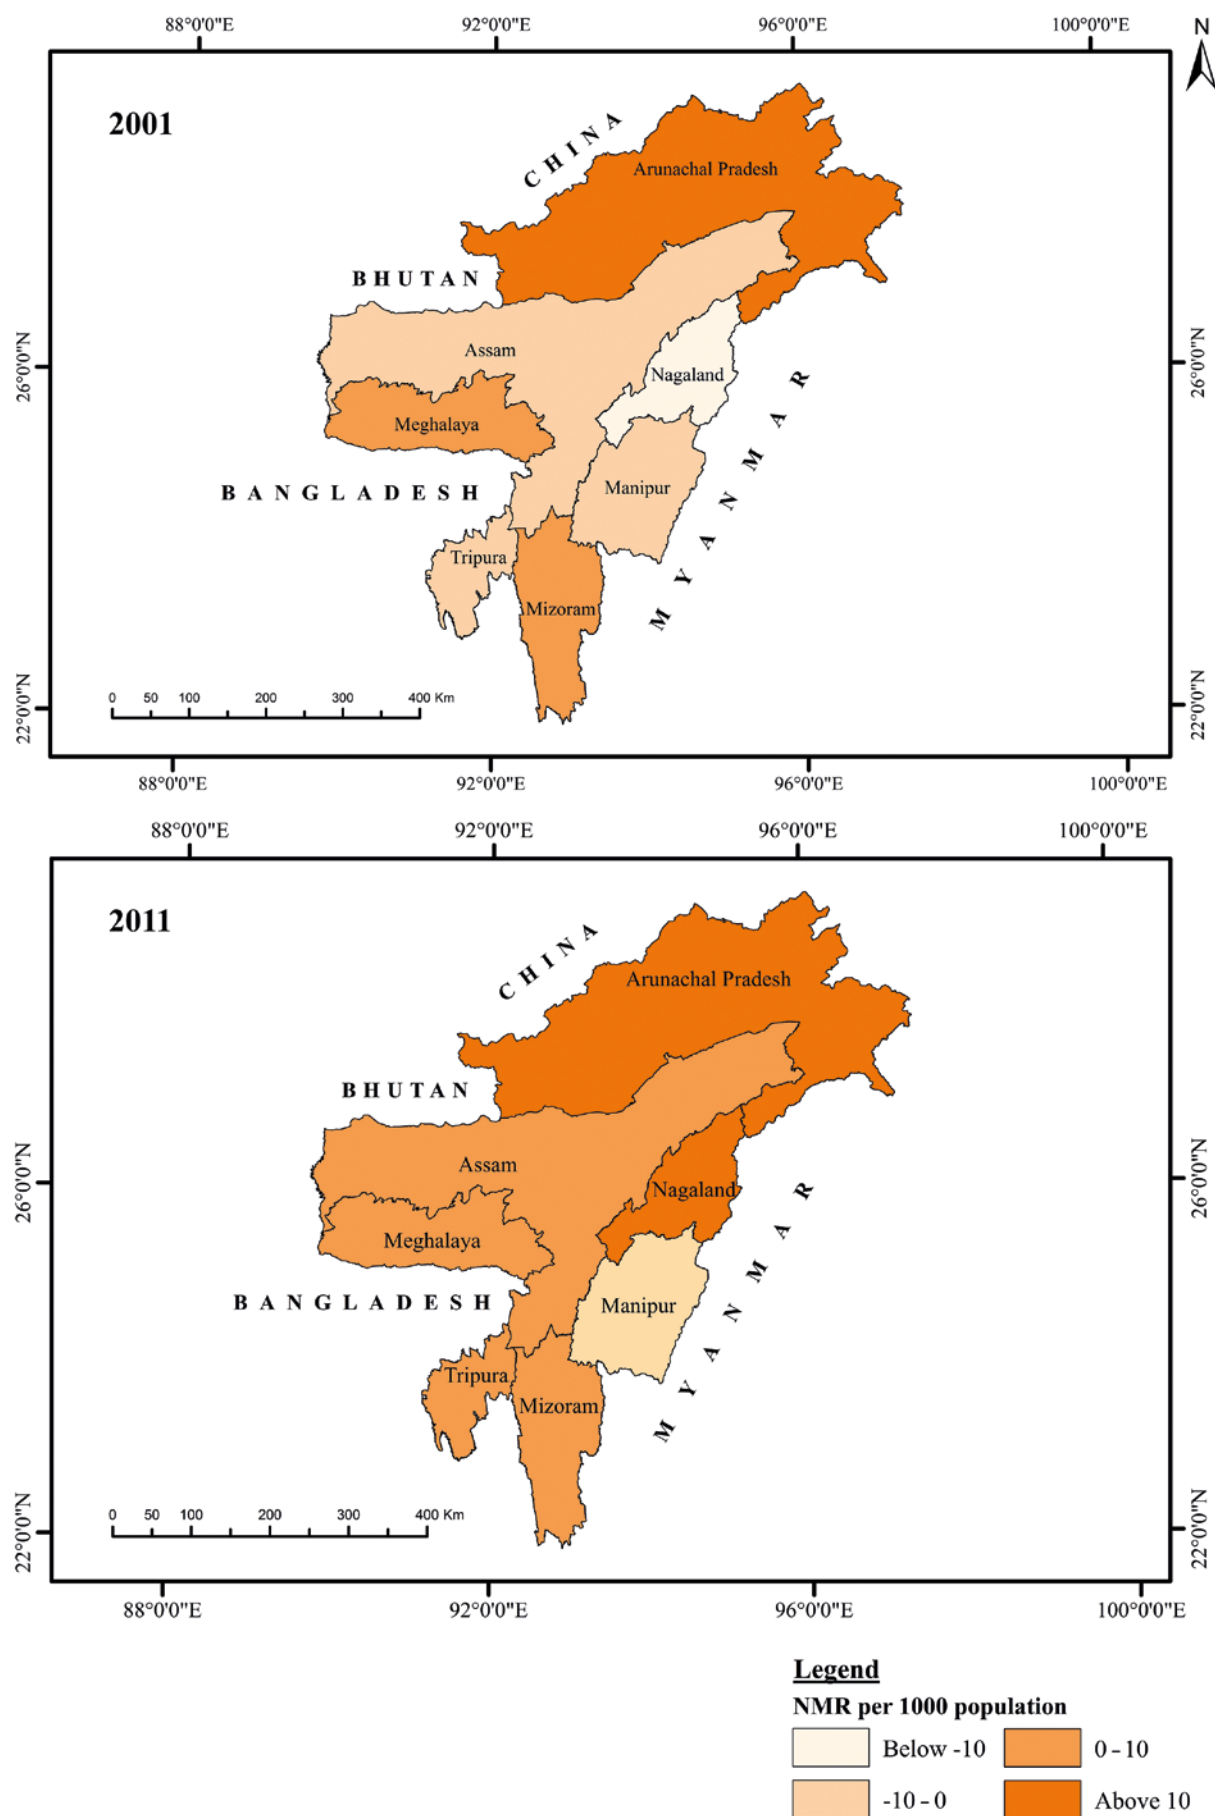 88°0'0"E 92°0'0"E 96°0'0"E 100°0'0"E
N
2001
CHINA
Arunachal Pradesh
BHUTAN
26°0'0"N
Assam
26°0'0"N
Nagaland
Meghalaya
MYANMAR
BANGLADESH
Manipur
Tripura
Mizoram
22°0'0"N
0 50 100 200 300 400 Km
22°0'0"N
88°0'0"E 92°0'0"E 96°0'0"E 100°0'0"E
88°0'0"E 92°0'0"E 96°0'0"E 100°0'0"E
2011
CHINA
Arunachal Pradesh
BHUTAN
26°0'0"N
Assam
26°0'0"N
Nagaland
Meghalaya
MYANMAR
BANGLADESH
Manipur
Tripura
Mizoram
22°0'0"N
0 50 100 200 300 400 Km
22°0'0"N
88°0'0"E 92°0'0"E 96°0'0"E 100°0'0"E
Legend
NMR per 1000 population
Below -10 0 - 10
-10 - 0 Above 10